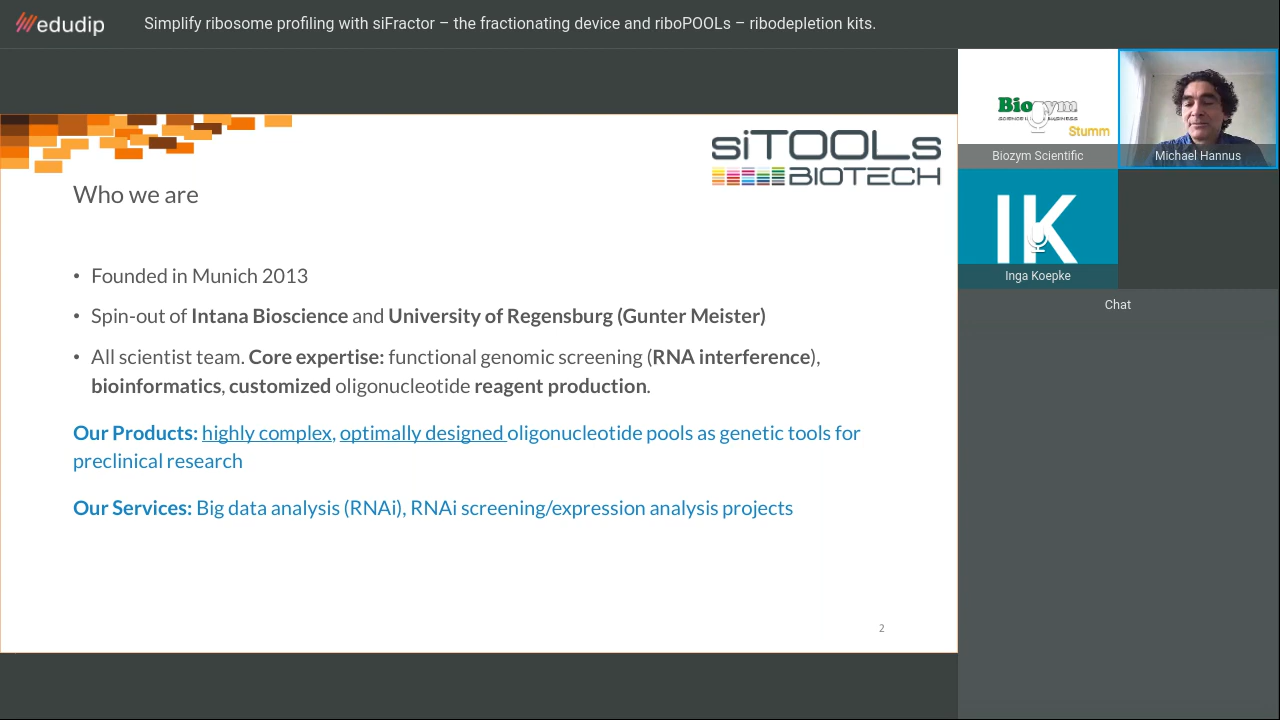 edudip
Simplify ribosome profiling with siFractor – the fractionating device and riboPOOLs – ribodepletion kits.
siTOOLs
BIOTECH
Who we are
• Founded in Munich 2013
• Spin-out of Intana Bioscience and University of Regensburg (Gunter Meister)
• All scientist team. Core expertise: functional genomic screening (RNA interference),
bioinformatics, customized oligonucleotide reagent production.
Our Products: highly complex, optimally designed oligonucleotide pools as genetic tools for
preclinical research
Our Services: Big data analysis (RNAi), RNAi screening/expression analysis projects
2
Biozym
Stumm
Biozym Scientific
Michael Hannus
IK
Inga Koepke
Chat